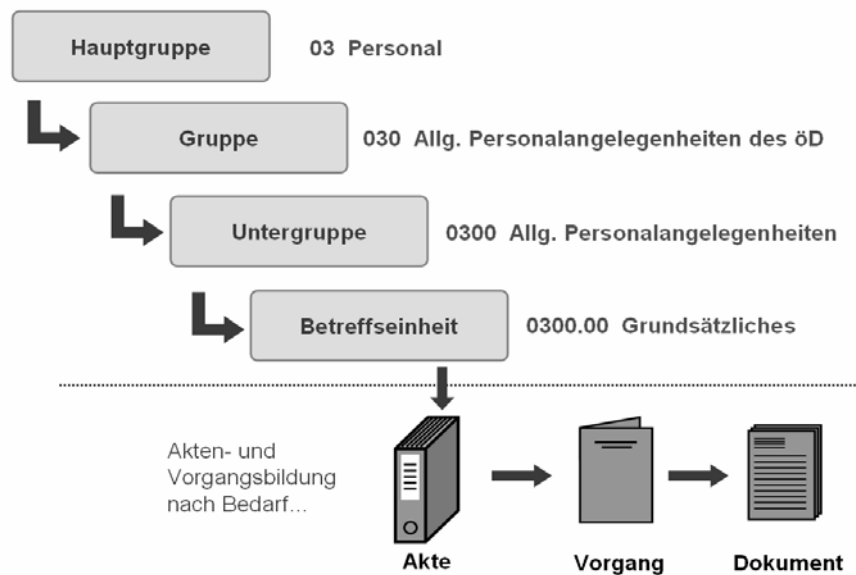 Hauptgruppe
03 Personal
Gruppe
030 Allg. Personalangelegenheiten des öD
Untergruppe
0300 Allg. Personalangelegenheiten
Betreffseinheit
0300.00 Grundsätzliches
Akten- und
Vorgangsbildung
nach Bedarf...
Akte
Vorgang
Dokument